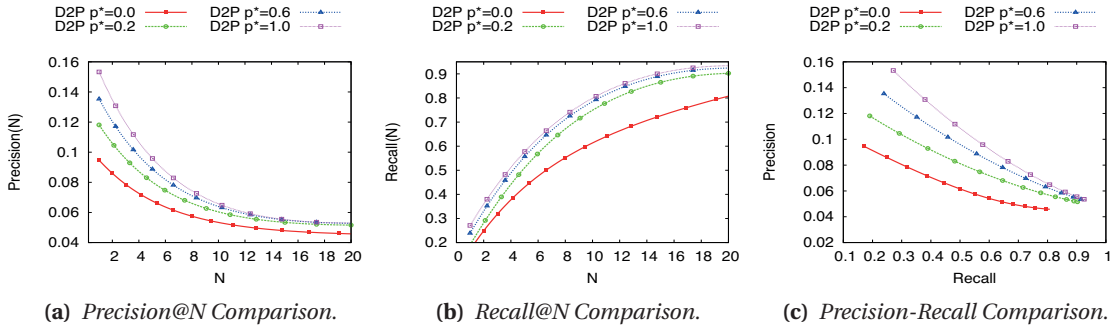 D2P p*=0.0
D2P p*=0.2
D2P p*=0.6
D2P p*=1.0
0.16
0.14
0.12
0.1
0.08
0.06
0.04
Precision(N)
2 4 6 8 10 12 14 16 18 20
N
(a) Precision@N Comparison.
D2P p*=0.0
D2P p*=0.2
D2P p*=0.6
D2P p*=1.0
0.9
0.8
0.7
0.6
0.5
0.4
0.3
0.2
Recall(N)
0 2 4 6 8 10 12 14 16 18 20
N
(b) Recall@N Comparison.
D2P p*=0.0
D2P p*=0.2
D2P p*=0.6
D2P p*=1.0
0.16
0.14
0.12
0.1
0.08
0.06
0.04
0.02
Precision
0.1 0.2 0.3 0.4 0.5 0.6 0.7 0.8 0.9 1
Recall
(c) Precision-Recall Comparison.